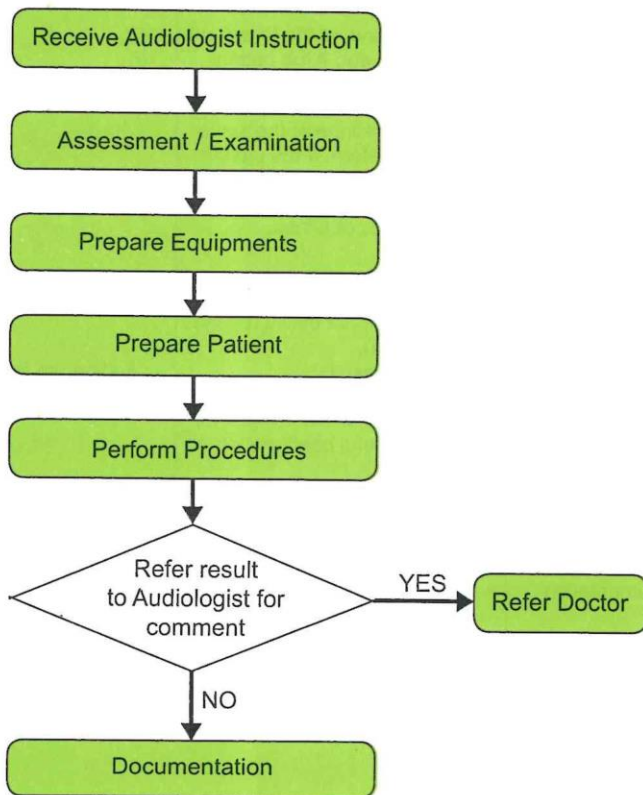 Receive Audiologist Instruction
Assessment / Examination
Prepare Equipments
Prepare Patient
Perform Procedures
Refer result
to Audiologist for
comment
YES
Refer Doctor
NO
Documentation